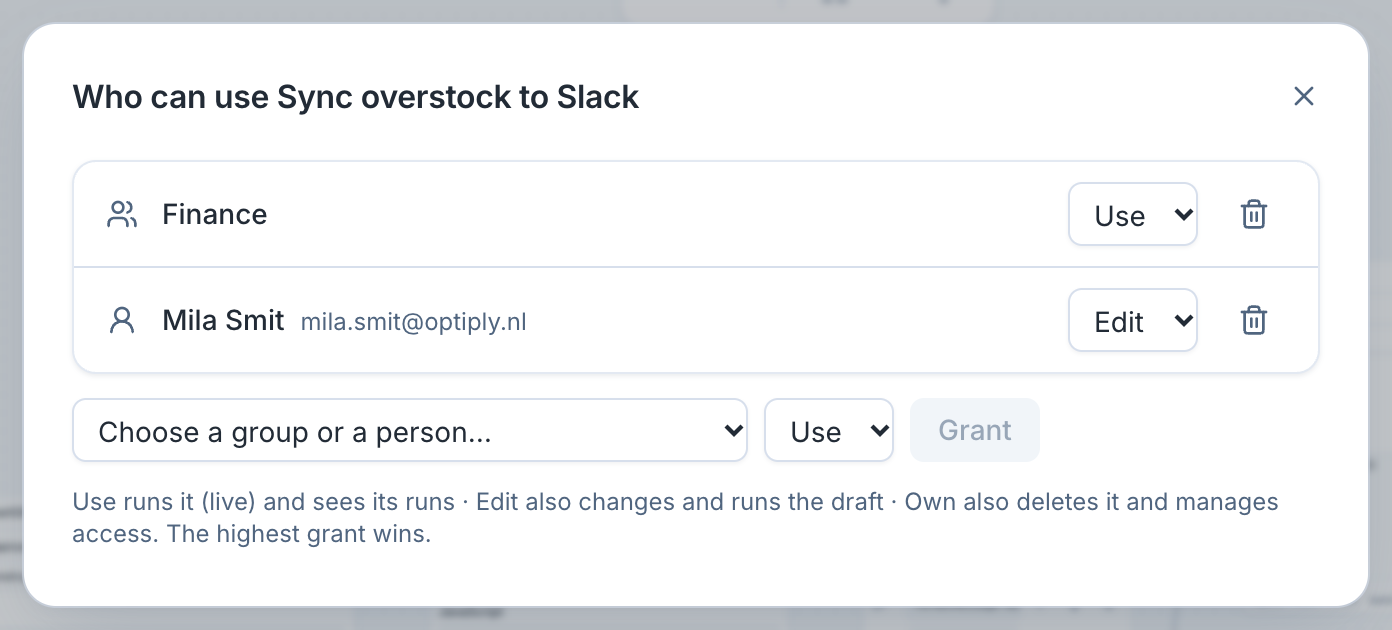 Who can use Sync overstock to Slack
Finance
Use
Mila Smit mila.smit@optiply.nl
Edit
Choose a group or a person...
Use
Grant
Use runs it (live) and sees its runs · Edit also changes and runs the draft · Own also deletes it and manages
access. The highest grant wins.